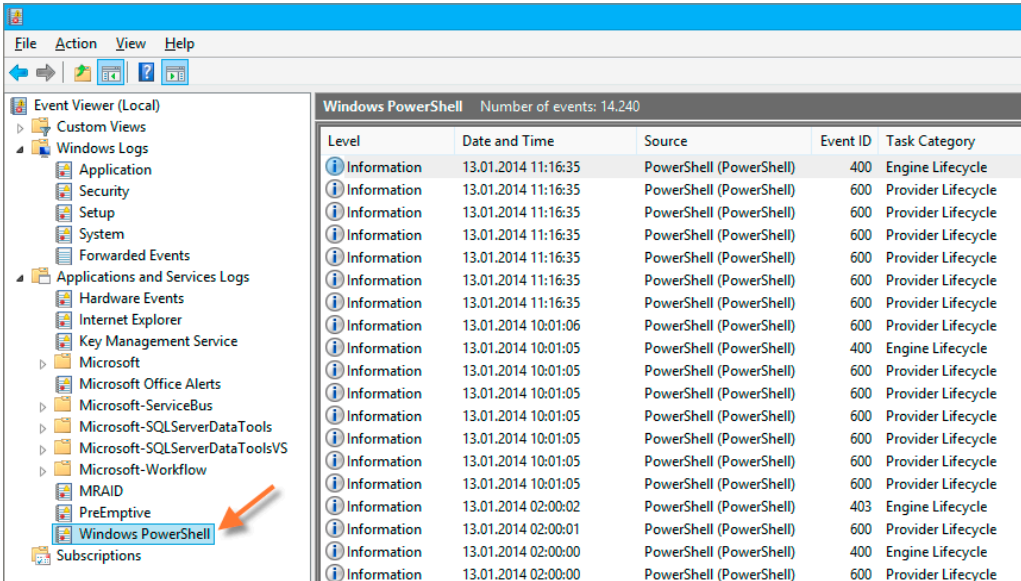 File Action View Help
Event Viewer (Local)
Custom Views
Windows Logs
Application
Security
Setup
System
Forwarded Events
Applications and Services Logs
Hardware Events
Internet Explorer
Key Management Service
Microsoft
Microsoft Office Alerts
Microsoft-ServiceBus
Microsoft-SQLServerDataTools
Microsoft-SQLServerDataToolsVS
Microsoft-Workflow
MRAID
PreEmptive
Windows PowerShell
Subscriptions
Windows PowerShell Number of events: 14.240
Level Date and Time Source Event ID Task Category
Information 13.01.2014 11:16:35 PowerShell (PowerShell) 400 Engine Lifecycle
Information 13.01.2014 11:16:35 PowerShell (PowerShell) 600 Provider Lifecycle
Information 13.01.2014 11:16:35 PowerShell (PowerShell) 600 Provider Lifecycle
Information 13.01.2014 11:16:35 PowerShell (PowerShell) 600 Provider Lifecycle
Information 13.01.2014 11:16:35 PowerShell (PowerShell) 600 Provider Lifecycle
Information 13.01.2014 11:16:35 PowerShell (PowerShell) 600 Provider Lifecycle
Information 13.01.2014 11:16:35 PowerShell (PowerShell) 600 Provider Lifecycle
Information 13.01.2014 10:01:06 PowerShell (PowerShell) 600 Provider Lifecycle
Information 13.01.2014 10:01:05 PowerShell (PowerShell) 400 Engine Lifecycle
Information 13.01.2014 10:01:05 PowerShell (PowerShell) 600 Provider Lifecycle
Information 13.01.2014 10:01:05 PowerShell (PowerShell) 600 Provider Lifecycle
Information 13.01.2014 10:01:05 PowerShell (PowerShell) 600 Provider Lifecycle
Information 13.01.2014 10:01:05 PowerShell (PowerShell) 600 Provider Lifecycle
Information 13.01.2014 10:01:05 PowerShell (PowerShell) 600 Provider Lifecycle
Information 13.01.2014 10:01:05 PowerShell (PowerShell) 600 Provider Lifecycle
Information 13.01.2014 02:00:02 PowerShell (PowerShell) 403 Engine Lifecycle
Information 13.01.2014 02:00:01 PowerShell (PowerShell) 600 Provider Lifecycle
Information 13.01.2014 02:00:00 PowerShell (PowerShell) 400 Engine Lifecycle
Information 13.01.2014 02:00:00 PowerShell (PowerShell) 600 Provider Lifecycle